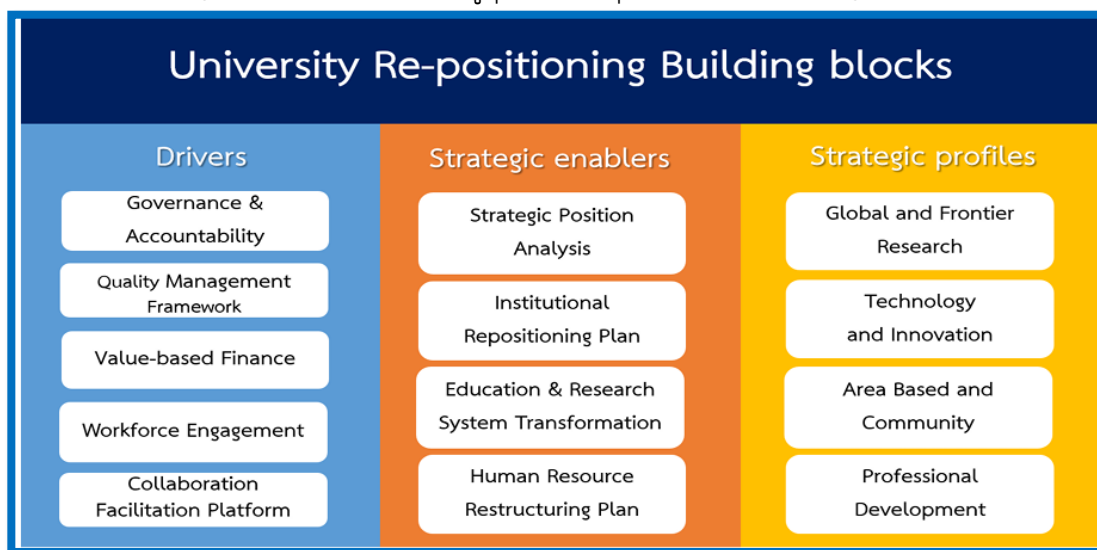 University Re-positioning Building blocks
Drivers
Governance &
Accountability
Quality Management
Framework
Value-based Finance
Workforce Engagement
Collaboration
Facilitation Platform
Strategic enablers
Strategic Position
Analysis
Institutional
Repositioning Plan
Education & Research
System Transformation
Human Resource
Restructuring Plan
Strategic profiles
Global and Frontier
Research
Technology
and Innovation
Area Based and
Community
Professional
Development